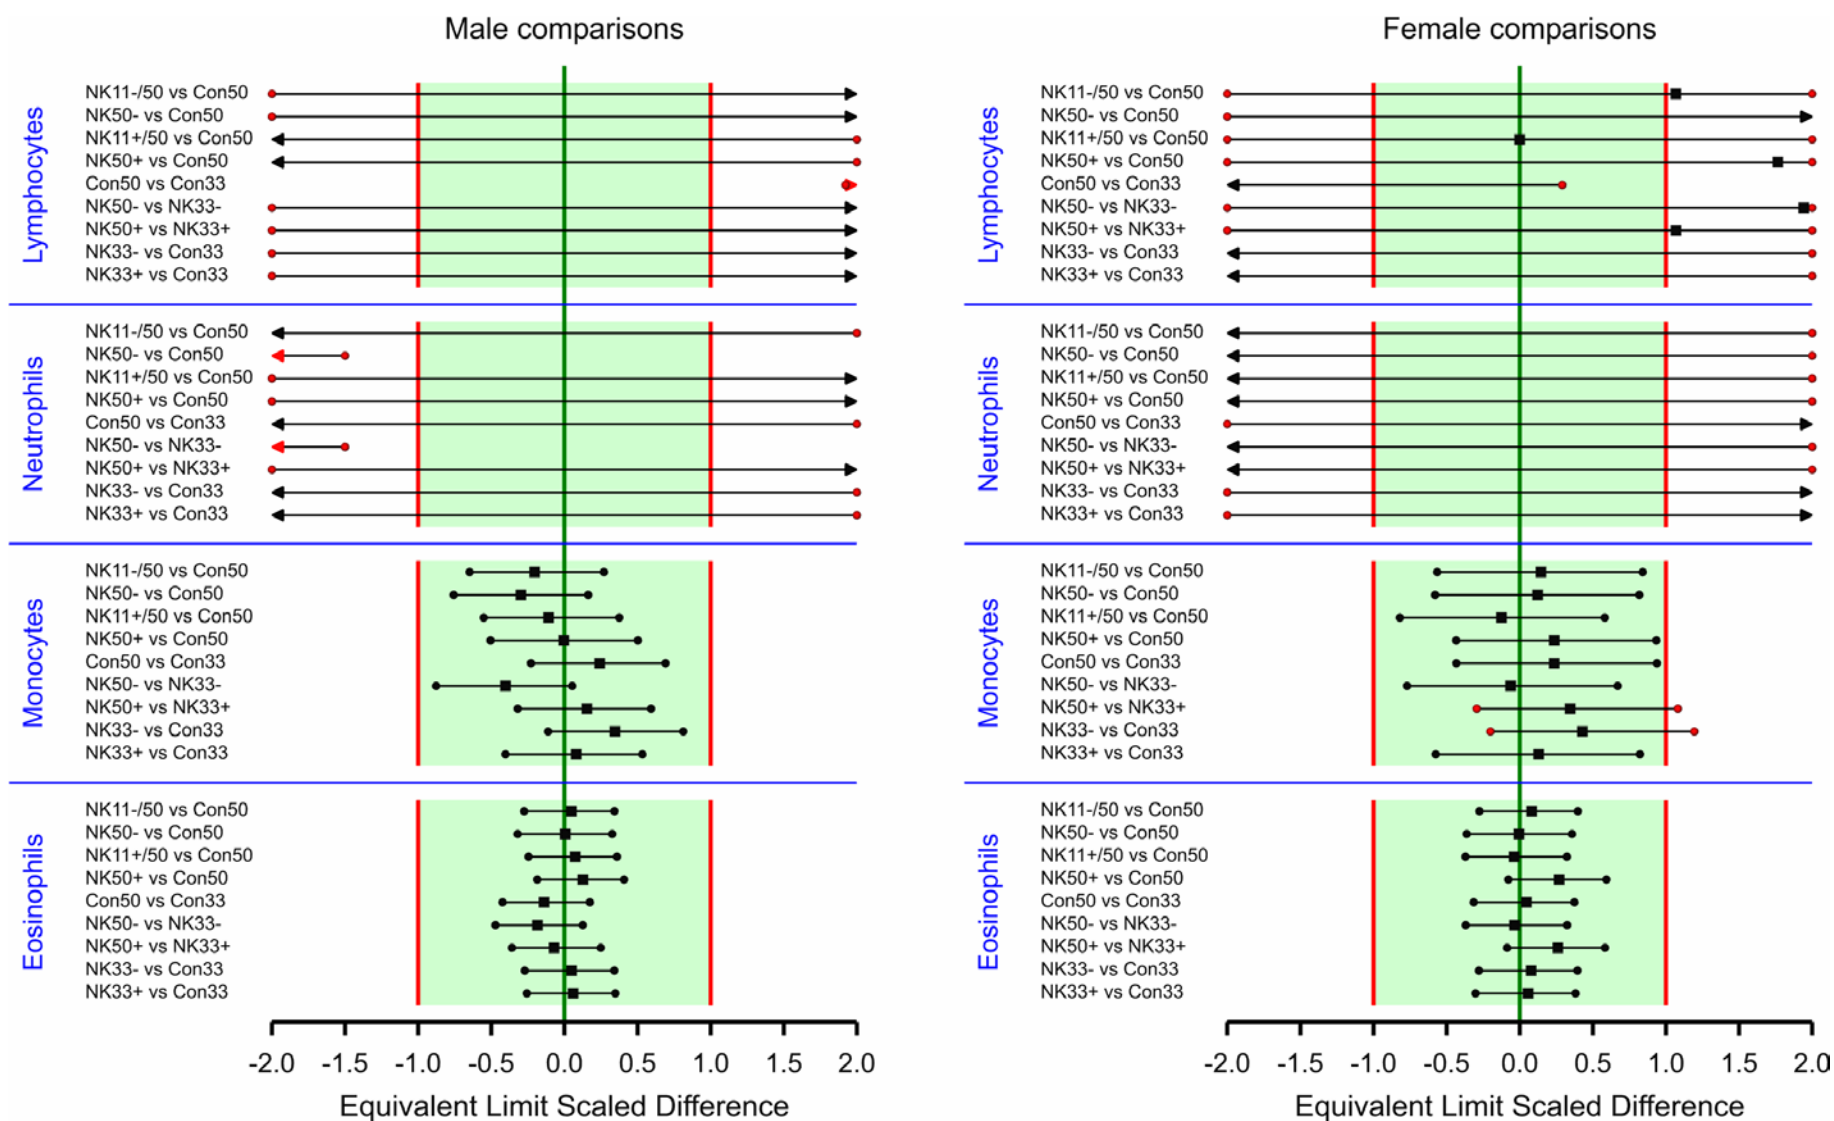 Male comparisons
Lymphocytes
NK11-/50 vs Con50
NK50- vs Con50
NK11+/50 vs Con50
NK50+ vs Con50
Con50 vs Con33
NK50- vs NK33-
NK50+ vs NK33+
NK33- vs Con33
NK33+ vs Con33
Neutrophils
NK11-/50 vs Con50
NK50- vs Con50
NK11+/50 vs Con50
NK50+ vs Con50
Con50 vs Con33
NK50- vs NK33-
NK50+ vs NK33+
NK33- vs Con33
NK33+ vs Con33
Monocytes
NK11-/50 vs Con50
NK50- vs Con50
NK11+/50 vs Con50
NK50+ vs Con50
Con50 vs Con33
NK50- vs NK33-
NK50+ vs NK33+
NK33- vs Con33
NK33+ vs Con33
Eosinophils
NK11-/50 vs Con50
NK50- vs Con50
NK11+/50 vs Con50
NK50+ vs Con50
Con50 vs Con33
NK50- vs NK33-
NK50+ vs NK33+
NK33- vs Con33
NK33+ vs Con33
-2.0 -1.5 -1.0 -0.5 0.0 0.5 1.0 1.5 2.0
Equivalent Limit Scaled Difference
Female comparisons
Lymphocytes
NK11-/50 vs Con50
NK50- vs Con50
NK11+/50 vs Con50
NK50+ vs Con50
Con50 vs Con33
NK50- vs NK33-
NK50+ vs NK33+
NK33- vs Con33
NK33+ vs Con33
Neutrophils
NK11-/50 vs Con50
NK50- vs Con50
NK11+/50 vs Con50
NK50+ vs Con50
Con50 vs Con33
NK50- vs NK33-
NK50+ vs NK33+
NK33- vs Con33
NK33+ vs Con33
Monocytes
NK11-/50 vs Con50
NK50- vs Con50
NK11+/50 vs Con50
NK50+ vs Con50
Con50 vs Con33
NK50- vs NK33-
NK50+ vs NK33+
NK33- vs Con33
NK33+ vs Con33
Eosinophils
NK11-/50 vs Con50
NK50- vs Con50
NK11+/50 vs Con50
NK50+ vs Con50
Con50 vs Con33
NK50- vs NK33-
NK50+ vs NK33+
NK33- vs Con33
NK33+ vs Con33
-2.0 -1.5 -1.0 -0.5 0.0 0.5 1.0 1.5 2.0
Equivalent Limit Scaled Difference